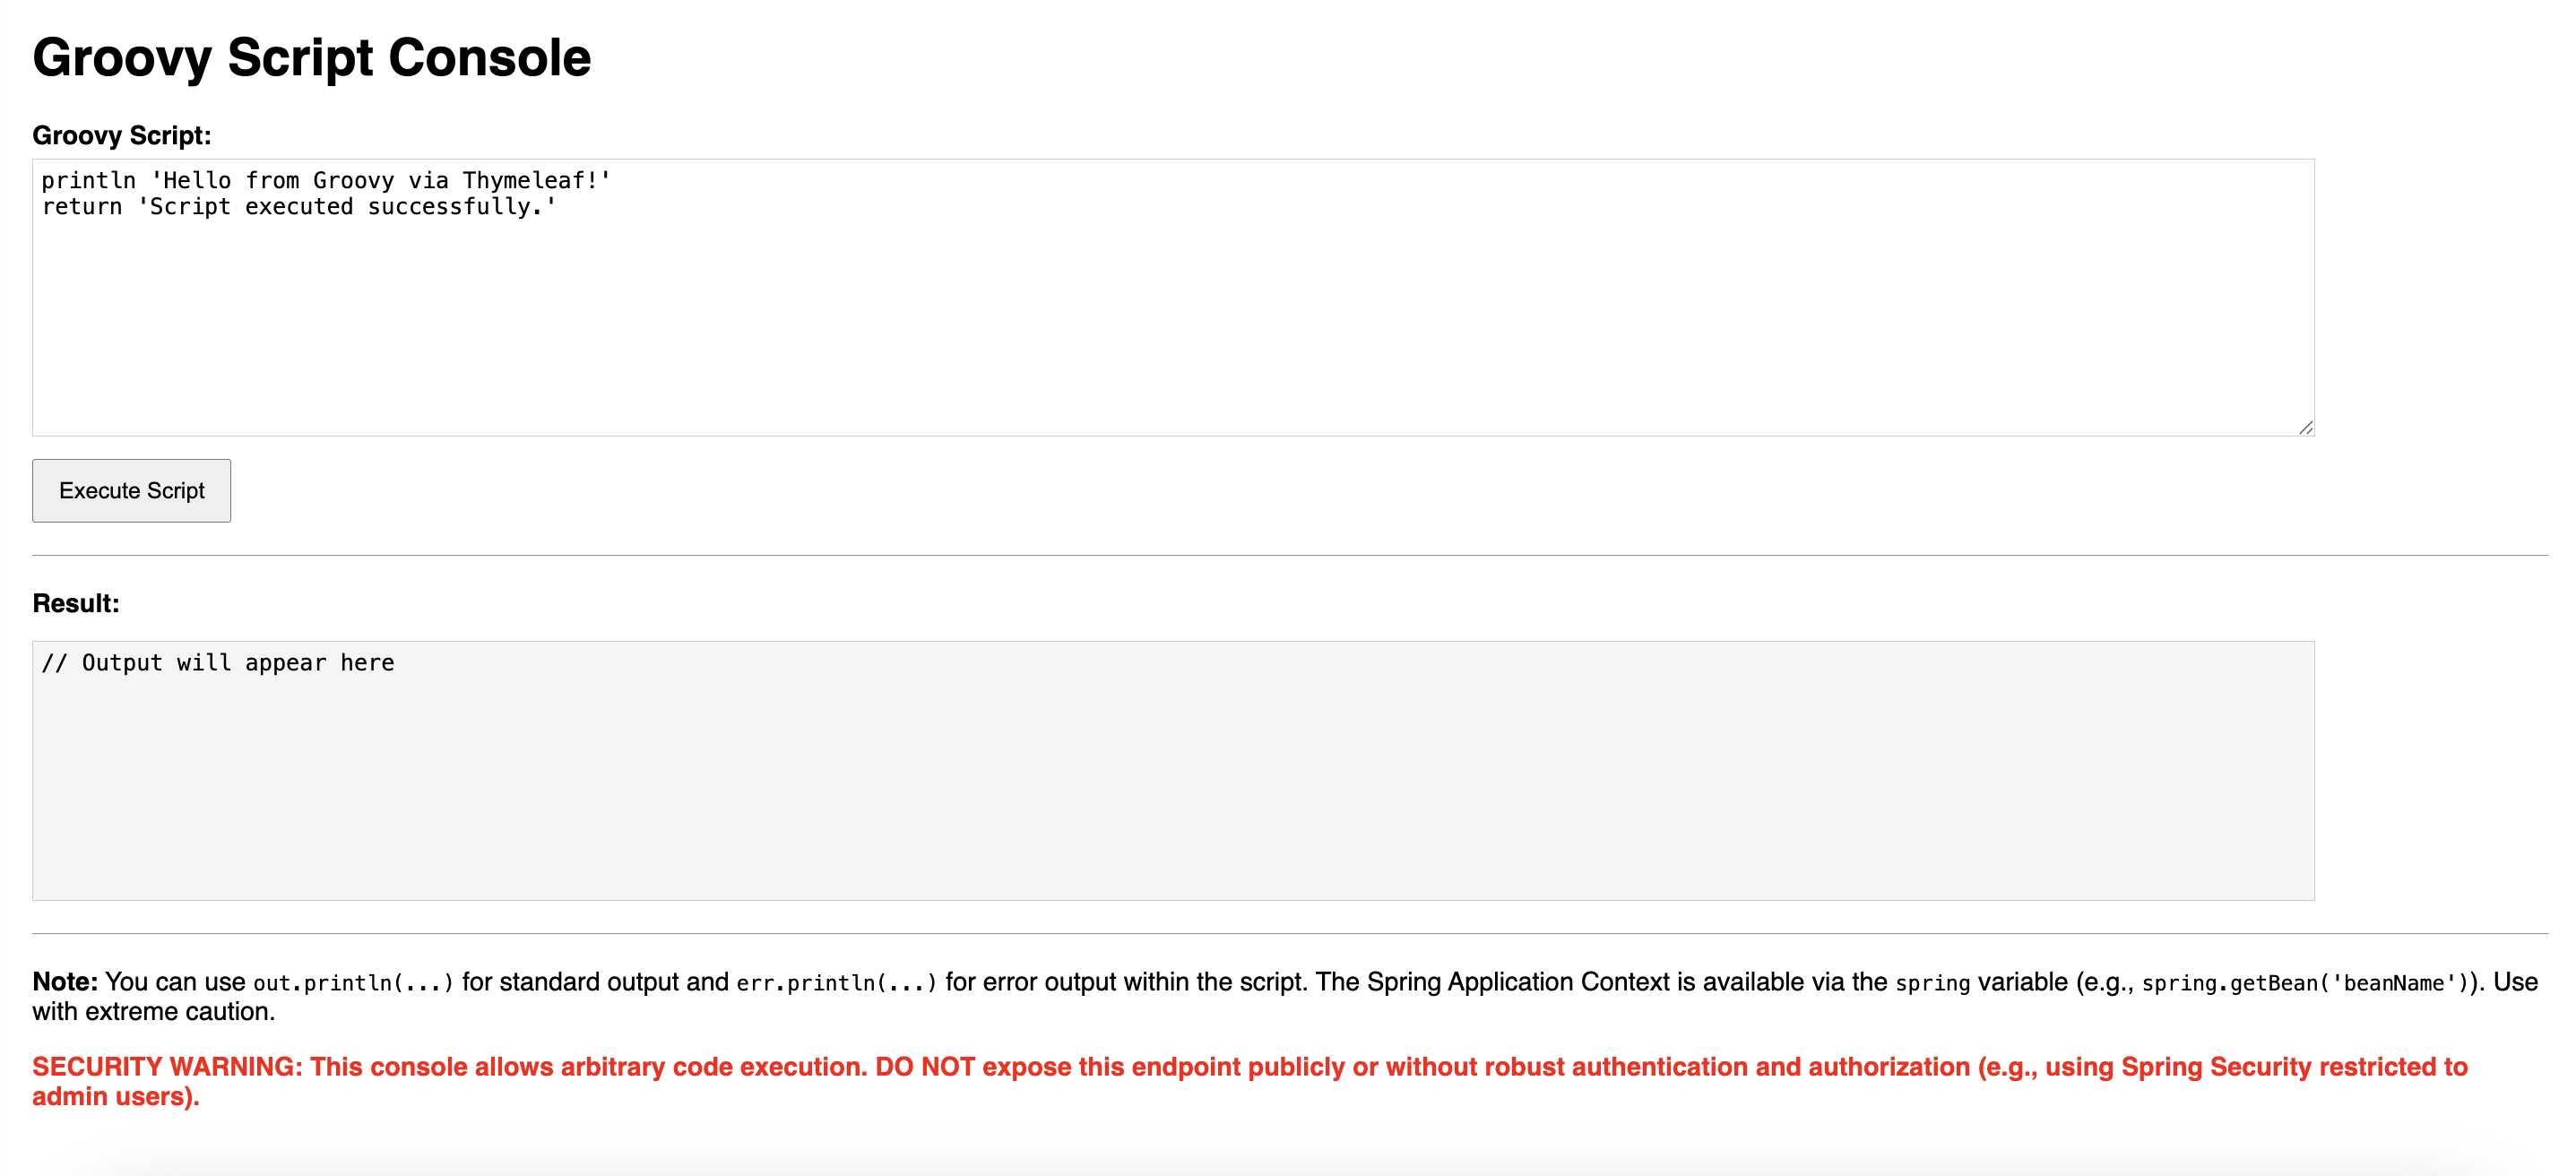 Groovy Script Console
Groovy Script:
println 'Hello from Groovy via Thymeleaf!'
return 'Script executed successfully.'
Execute Script
Result:
// Output will appear here
Note: You can use out.println(...) for standard output and err.println(...) for error output within the script. The Spring Application Context is available via the spring variable (e.g., spring.getBean('beanName')). Use
with extreme caution.
SECURITY WARNING: This console allows arbitrary code execution. DO NOT expose this endpoint publicly or without robust authentication and authorization (e.g., using Spring Security restricted to
admin users).